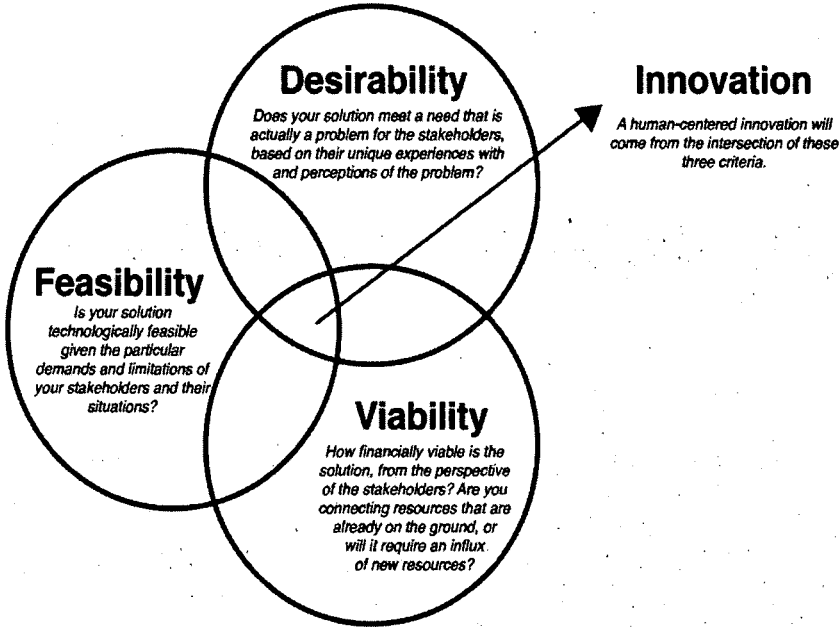 Desirability
Does your solution meet a need that is
actually a problem for the stakeholders,
based on their unique experiences with
and perceptions of the problem?
Innovation
A human-centered innovation will
come from the intersection of these
three criteria.
Feasibility
Is your solution
technologically feasible
given the particular
demands and limitations of
your stakeholders and their
situations?
Viability
How financially viable is the
solution, from the perspective
of the stakeholders? Are you
connecting resources that are
already on the ground, or
will it require an influx
of new resources?